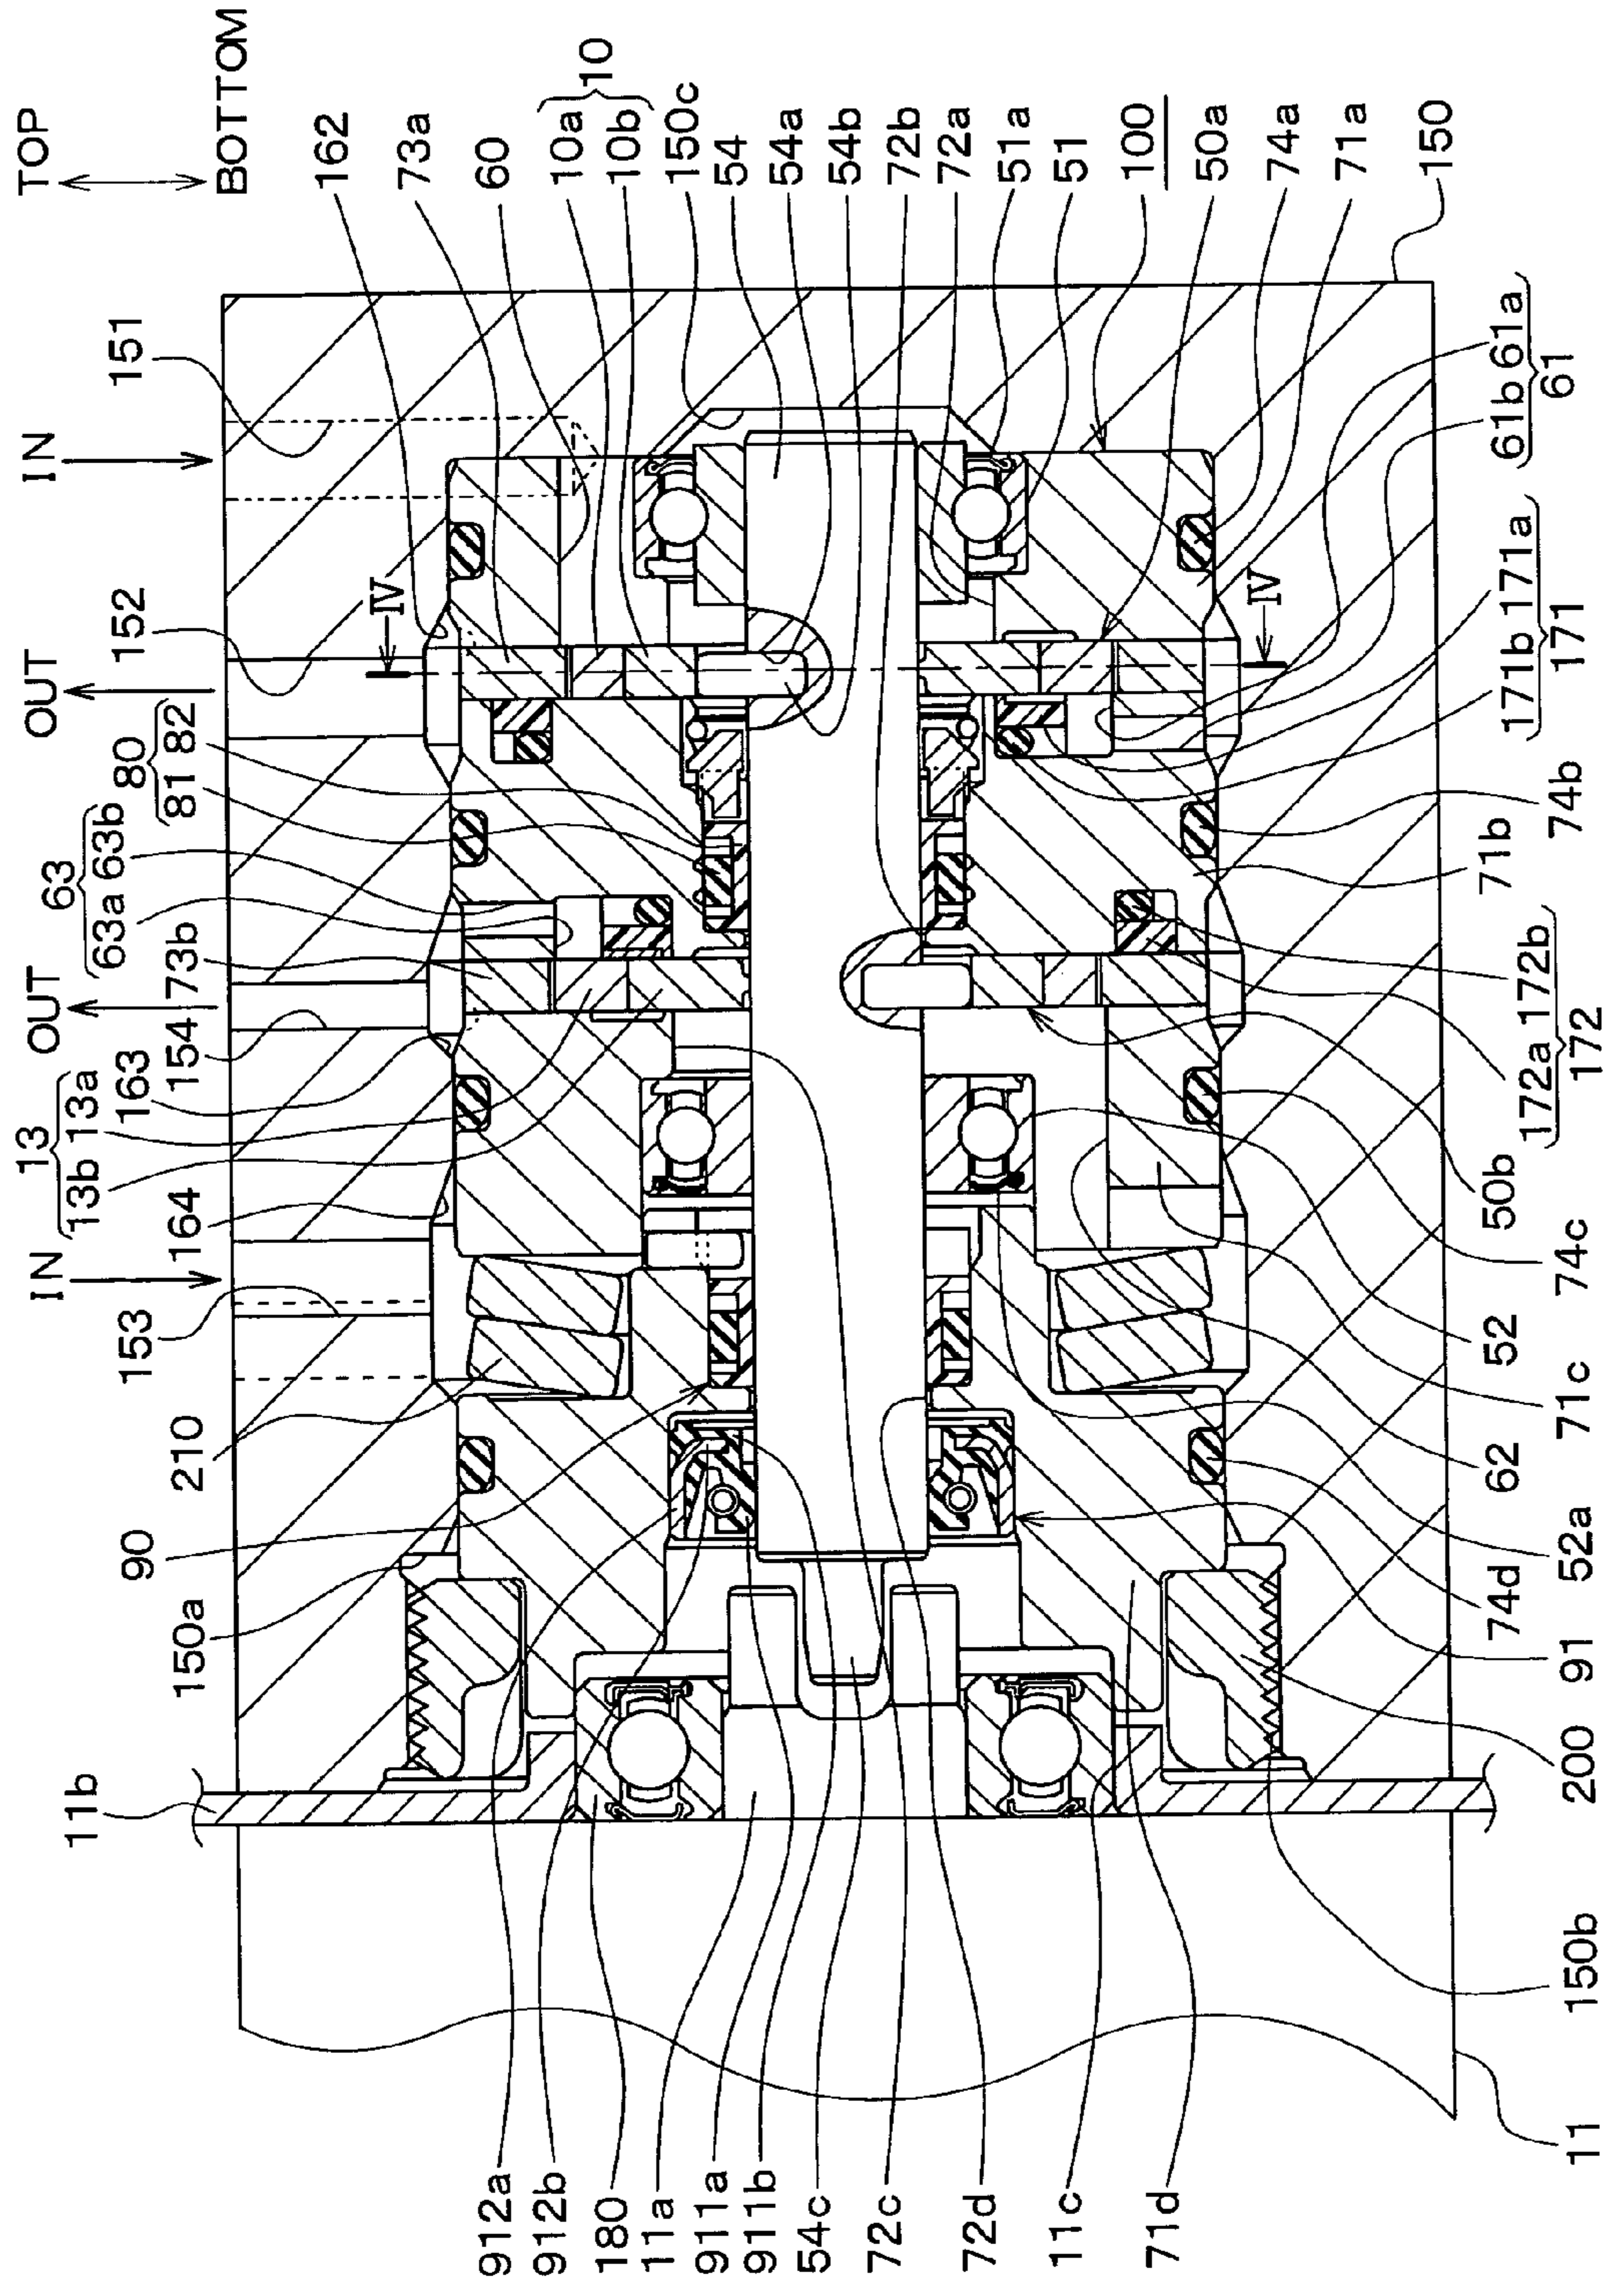 TOP
BOTTOM
162
73a
60
10a
10b
10
150c
54
54a
54b
72b
72a
51a
51
100
50a
74a
71a
150
IN
151
OUT
152
IV
IV
80
81 82
63
63a 63b
73b
OUT
154
163
13
13b 13a
164
IN
153
210
90
150a
11b
61b 61a
61
171b 171a
171
74b
71b
172a 172b
172
50b
74c
52
71c
62
52a
74d
91
200
150b
11
912a
912b
180
11a
911a
911b
54c
72c
72d
11c
71d